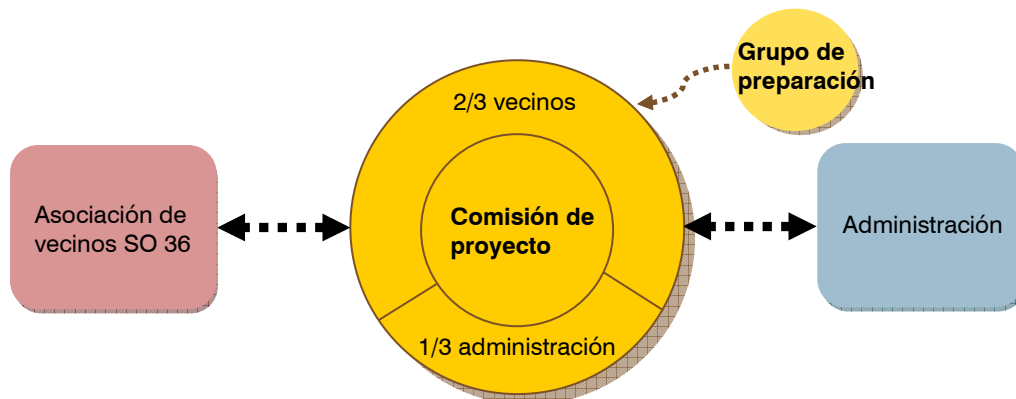 Grupo de
preparación
2/3 vecinos
Asociación de
vecinos SO 36
Comisión de
proyecto
Administración
1/3 administración